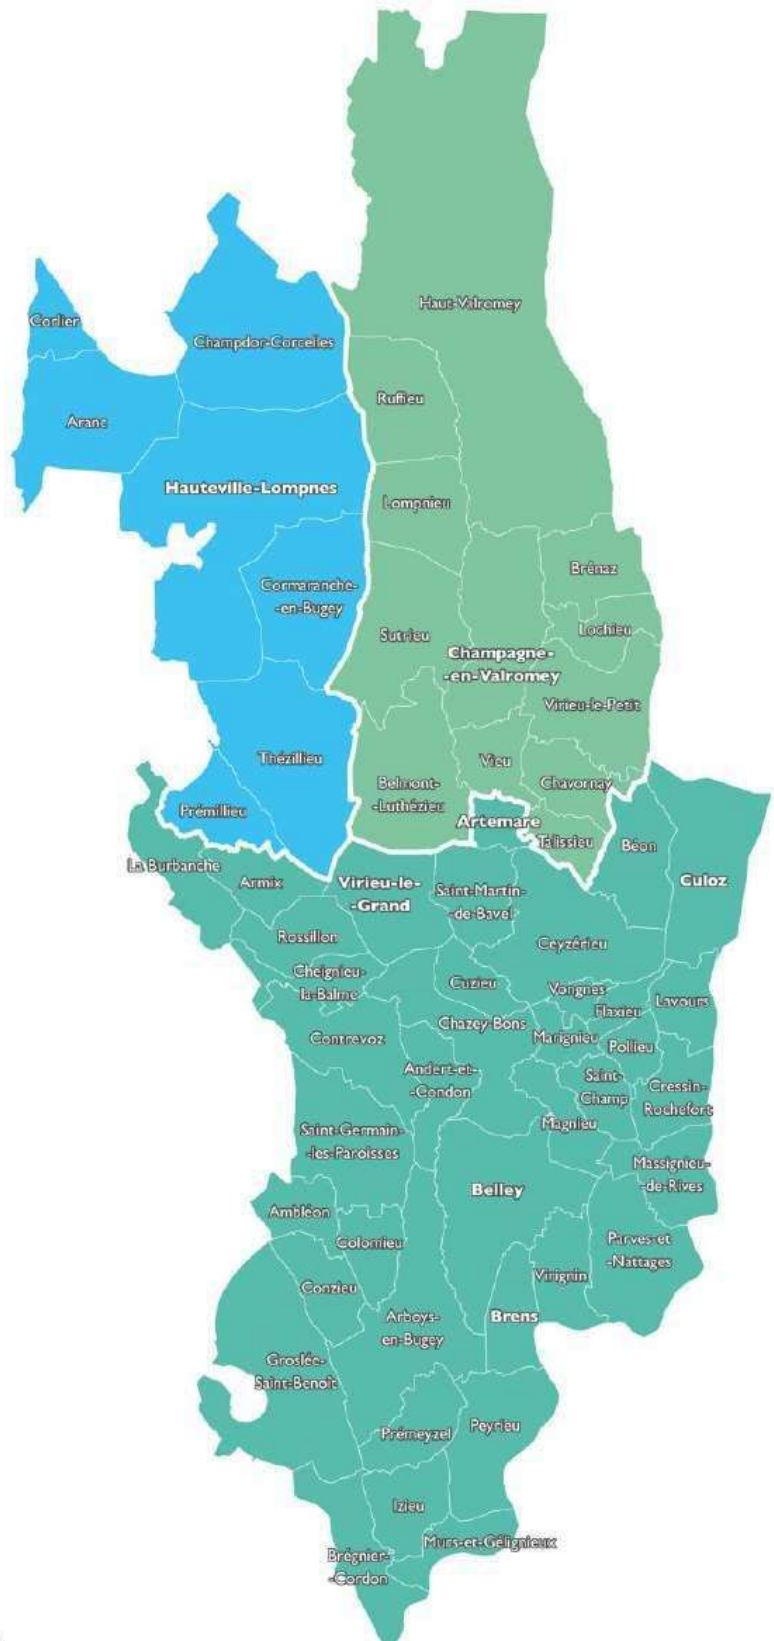 Haut-Valromey
Corlier
Champdor-Corcelles
Ruffieu
Aranc
Hauteville-Lompnes
Lompnieu
Brénaz
Cormaranche-
-en-Bugey
Lochieu
Sutrieu
Champagne-
-en-Valromey
Virieu-le-Petit
Thézillieu
Vieu
Chavornay
Belmont-
-Luthézieu
Prémillieu
Artemare
Talissieu
Béon
La Burbanche
Armix
Virieu-le-
-Grand
Saint-Martin-
-de-Bavel
Culoz
Rossillon
Ceyzérieu
Cheignieu-
la-Balme
Cuzieu
Vongnes
Flaxieu
Lavours
Chazey-Bons
Contrevoz
Marignieu
Pollieu
Andert-et-
-Condon
Saint-
Champ
Cressin-
Rochefort
Magnieu
Saint-Germain-
-les-Paroisses
Massignieu-
-de-Rives
Belley
Ambléon
Colomieu
Parves-et
-Nattages
Conzieu
Virignin
Arboys-
en-Bugey
Brens
Groslée-
Saint-Benoît
Prémeyzel
Peyrieu
Izieu
Murs-et-Gélignieux
Brégnier-
-Cordon